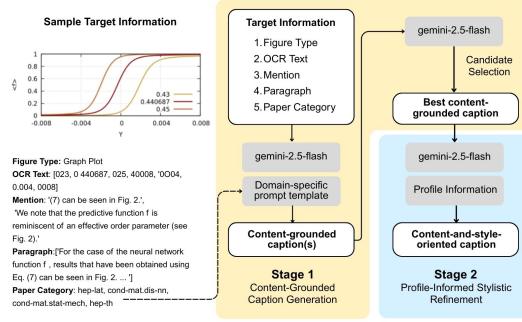 Sample Target Information
1
0.8
0.6
0.4
0.2
0
<f>
0.43
0.440687
0.45
-0.008
-0.004
0
0.004
0.008
Υ
Figure Type: Graph Plot
OCR Text: [023, 0 440687, 025, 40008, '0O04,
0.004, 0008]
Mention: '(7) can be seen in Fig. 2.',
'We note that the predictive function f is
reminiscent of an effective order parameter (see
Fig. 2).'
Paragraph:['For the case of the neural network
function f , results that have been obtained using
Eq. (7) can be seen in Fig. 2. ... ']
Paper Category: hep-lat, cond-mat.dis-nn,
cond-mat.stat-mech, hep-th
Target Information
1. Figure Type
2. OCR Text
3. Mention
4. Paragraph
5. Paper Category
gemini-2.5-flash
Domain-specific
prompt template
Content-grounded
caption(s)
Stage 1
Content-Grounded
Caption Generation
gemini-2.5-flash
Candidate
Selection
Best content-
grounded caption
gemini-2.5-flash
Profile Information
Content-and-style-
oriented caption
Stage 2
Profile-Informed Stylistic
Refinement